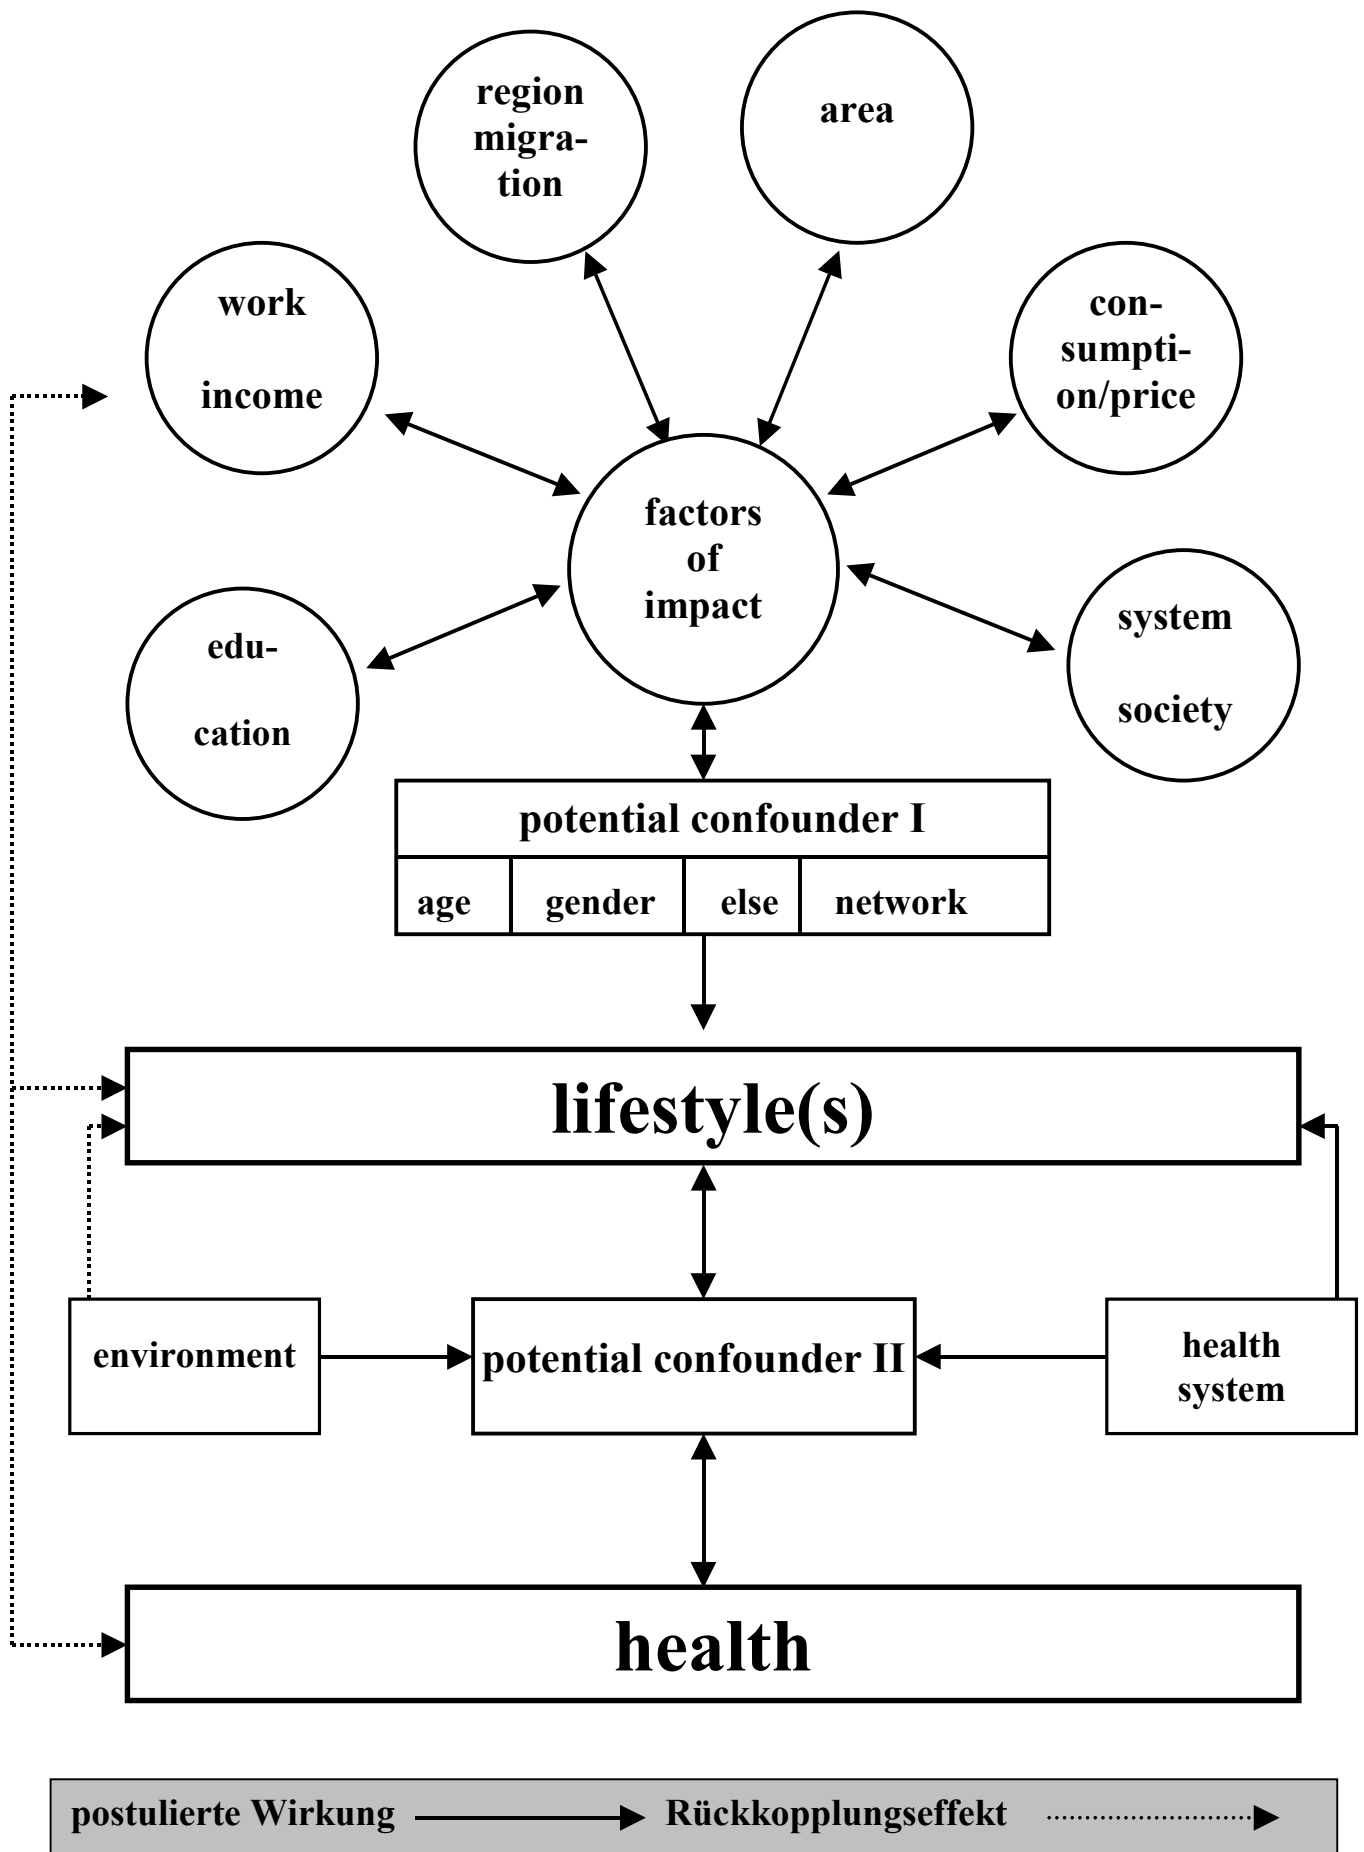 region
migra-
tion
area
work
income
con-
sumpti-
on/price
factors
of
impact
edu-
cation
system
society
potential confounder I
age gender else network
lifestyle(s)
environment
potential confounder II
health
system
health
postulierte Wirkung Rückkopplungseffekt